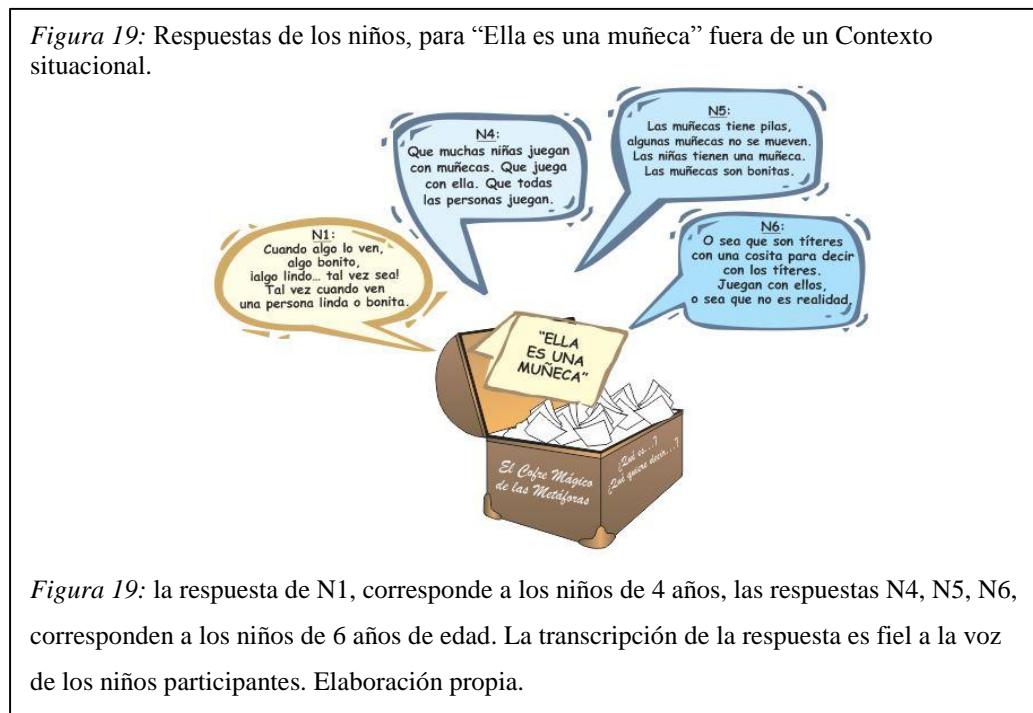 Figura 19: Respuestas de los niños, para “Ella es una muñeca” fuera de un Contexto
situacional.
N1:
Cuando algo lo ven,
algo bonito,
¡algo lindo... tal vez sea!
Tal vez cuando ven
una persona linda o bonita.
N4:
Que muchas niñas juegan
con muñecas. Que juega
con ella. Que todas
las personas juegan.
N5:
Las muñecas tiene pilas,
algunas muñecas no se mueven.
Las niñas tienen una muñeca.
Las muñecas son bonitas.
N6:
O sea que son títeres
con una cosita para decir
con los títeres.
Juegan con ellos,
o sea que no es realidad.
“ELLA
ES UNA
MUÑECA”
El Cofre Mágico
de las Metáforas
¿Qué es...?
¿Qué quiere decir...?
Figura 19: la respuesta de N1, corresponde a los niños de 4 años, las respuestas N4, N5, N6,
corresponden a los niños de 6 años de edad. La transcripción de la respuesta es fiel a la voz
de los niños participantes. Elaboración propia.